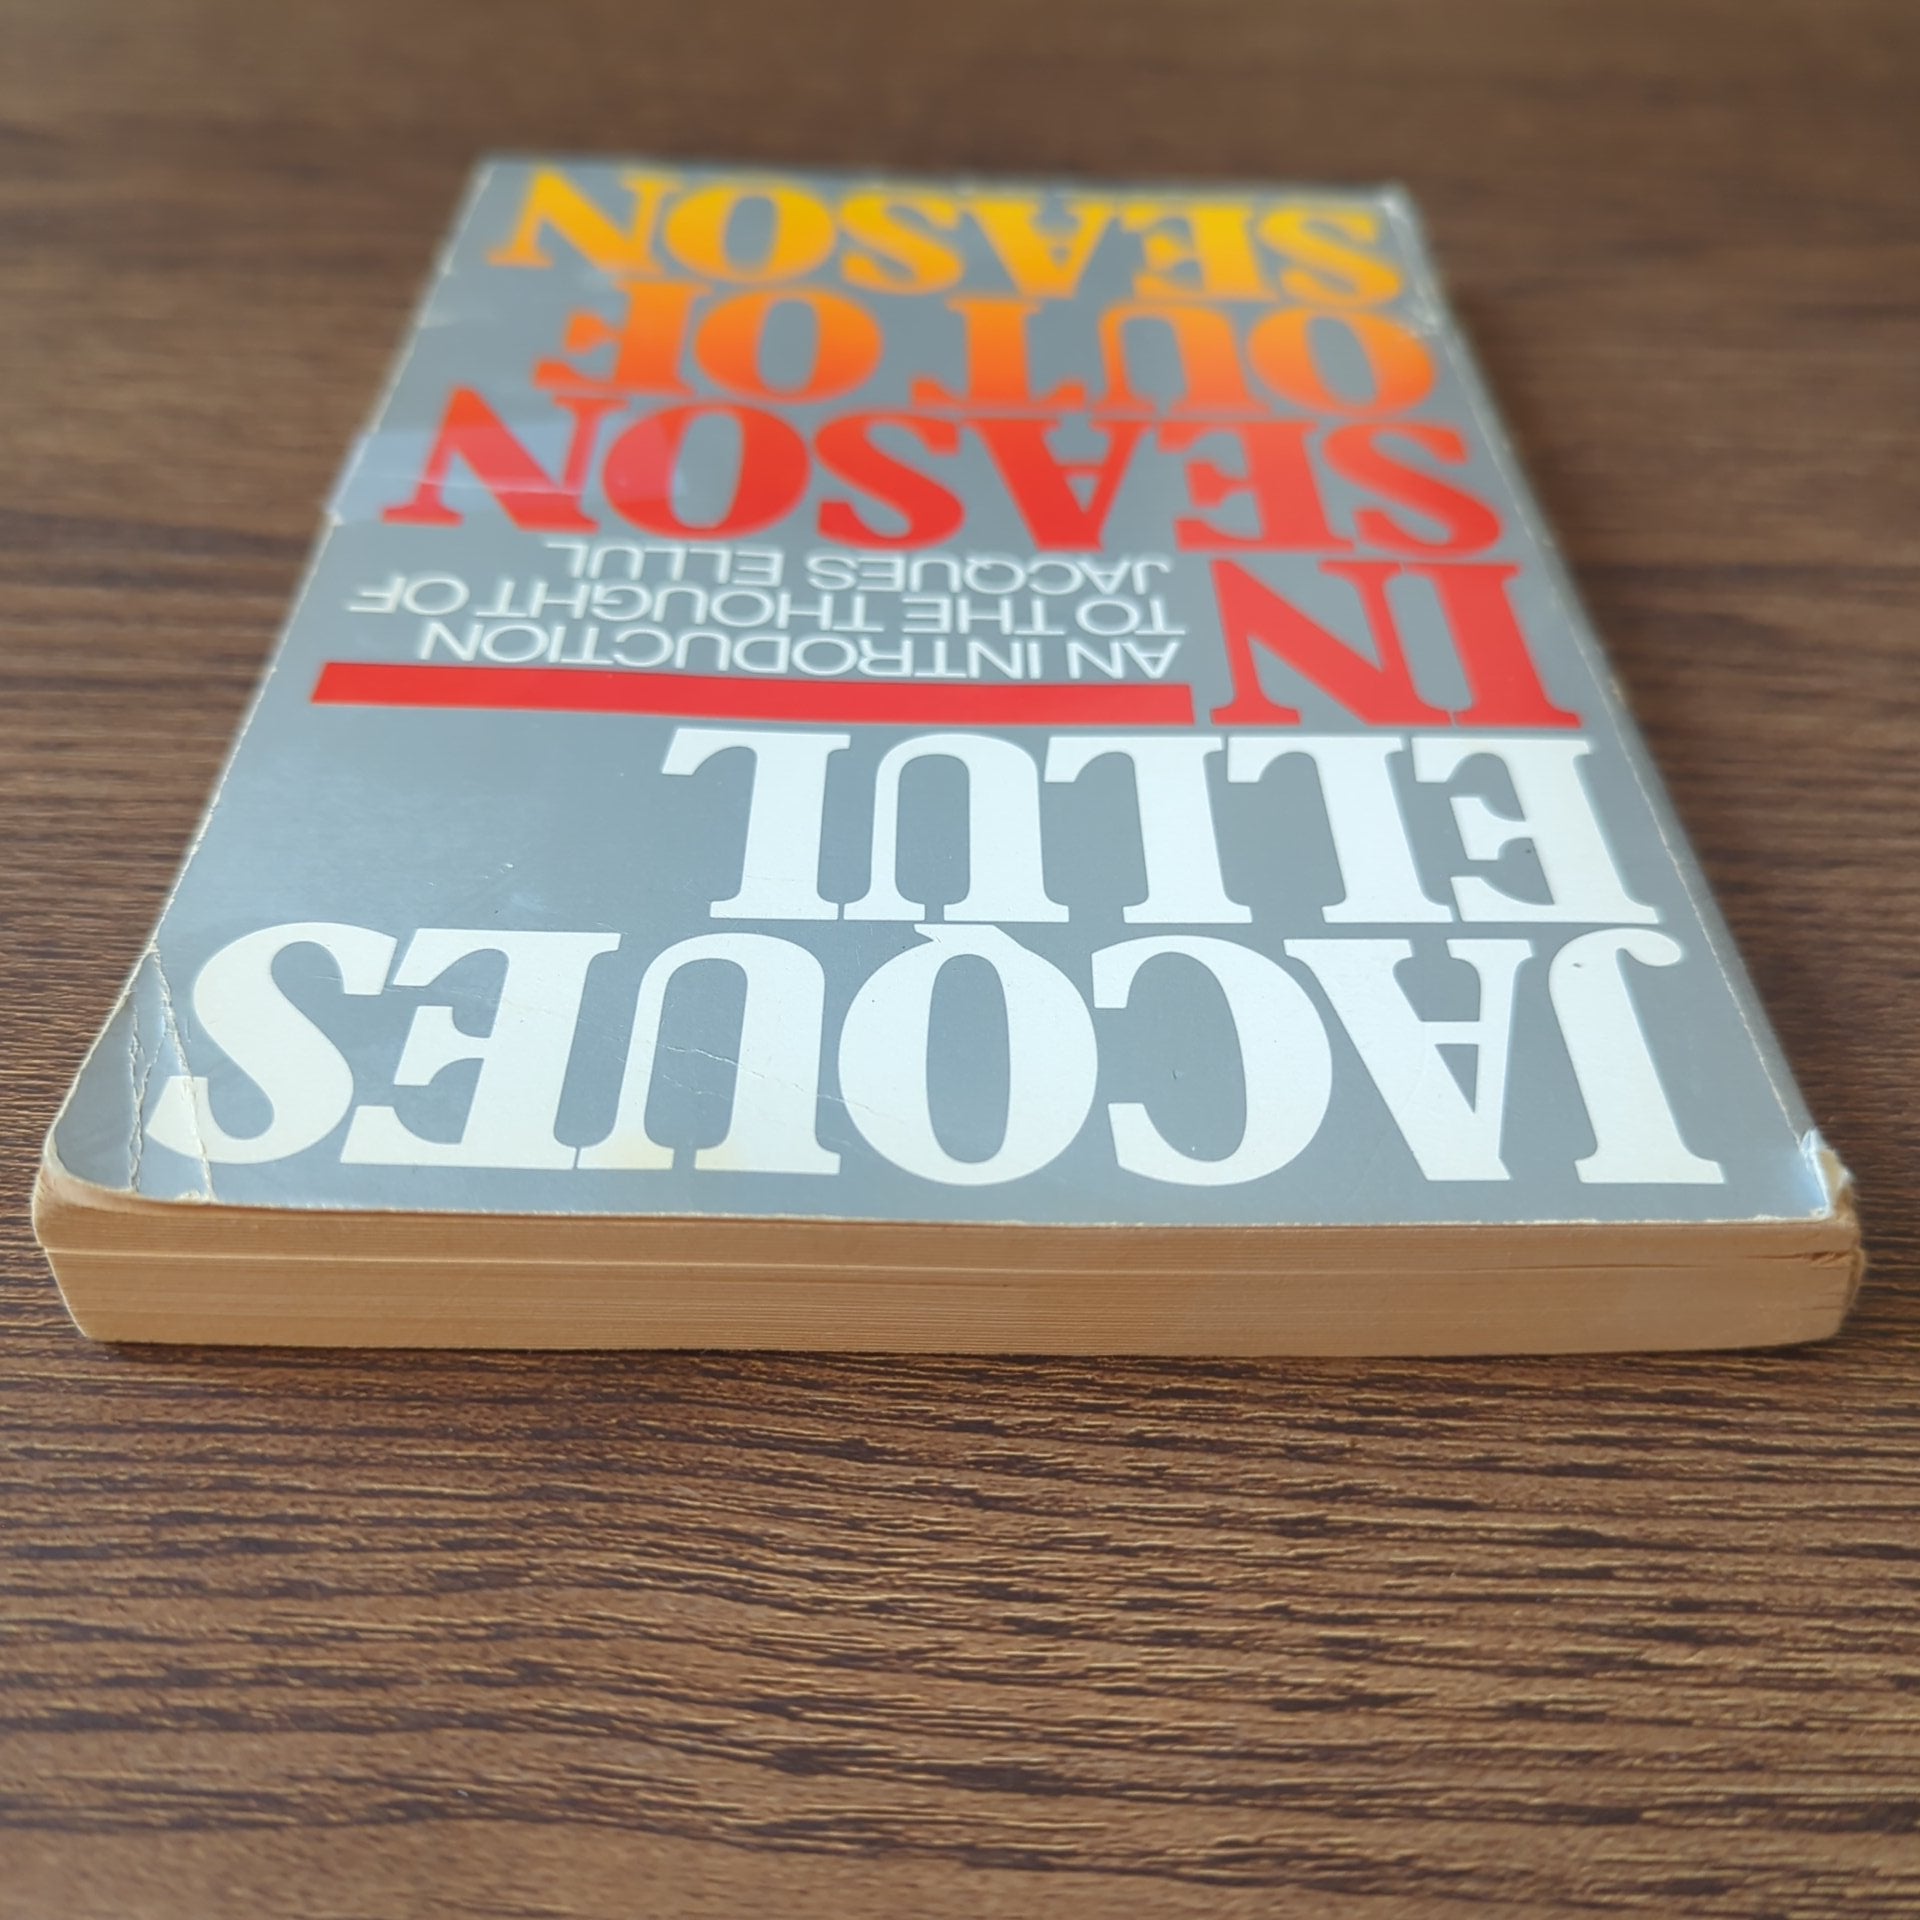 JACQUES
ELLUL
IN
AN INTRODUCTION
TO THE THOUGHT OF
JACQUES ELLUL
SEASON
OUT OF
SEASON